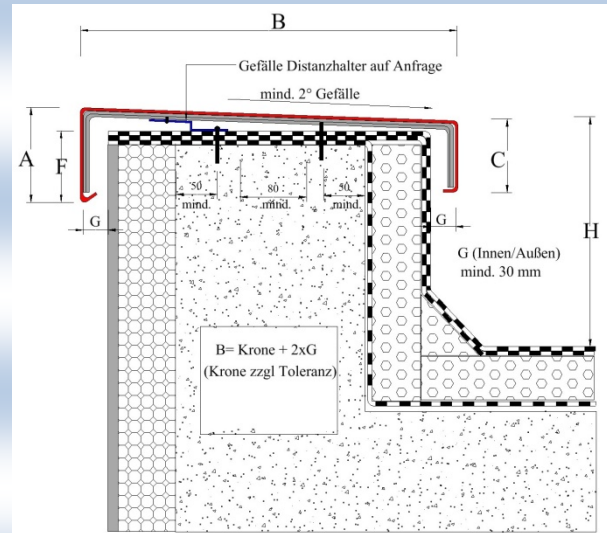 B
Gefälle Distanzhalter auf Anfrage
mind. 2° Gefälle
A
F
C
50
mind.
80
mind.
50
mind.
G
G
H
G (Innen/Außen)
mind. 30 mm
B= Krone + 2xG
(Krone zzgl Toleranz)